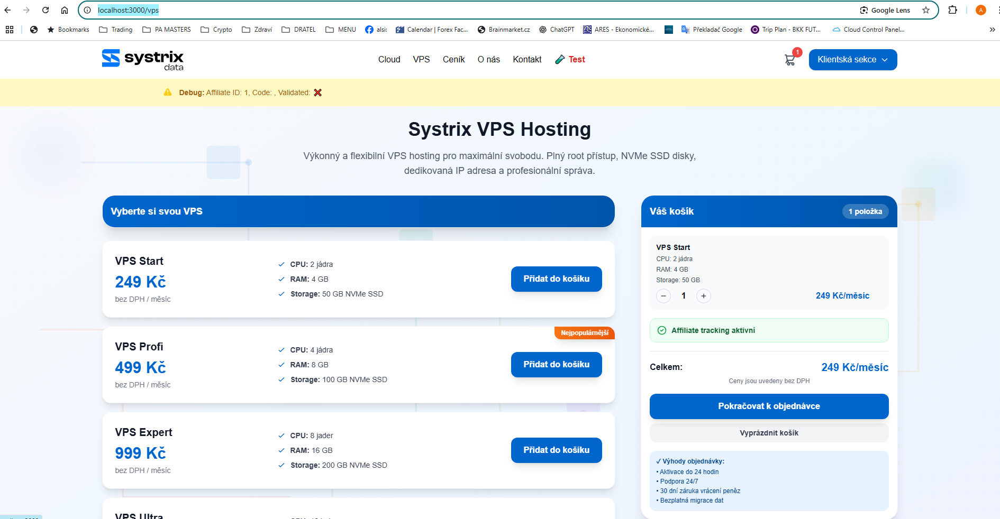 localhost:3000/vps
Google Lens
A
Bookmarks
Trading
PA MASTERS
Crypto
Zdraví
DRATEL
MENU
alsi:
Calendar | Forex Fac...
Brainmarket.cz
ChatGPT
ARES - Ekonomické...
Překladač Google
Trip Plan - BKK FUT...
Cloud Control Panel...
»
systrix
data
Cloud
VPS
Ceník
O nás
Kontakt
Test
1
Klientská sekce
Debug: Affiliate ID: 1, Code: , Validated: ❌
Systrix VPS Hosting
Výkonný a flexibilní VPS hosting pro maximální svobodu. Plný root přístup, NVMe SSD disky,
dedikovaná IP adresa a profesionální správa.
Vyberte si svou VPS
VPS Start
249 Kč
bez DPH / měsíc
CPU: 2 jádra
RAM: 4 GB
Storage: 50 GB NVMe SSD
Přidat do košíku
Nejpopulárnější
VPS Profi
499 Kč
bez DPH / měsíc
CPU: 4 jádra
RAM: 8 GB
Storage: 100 GB NVMe SSD
Přidat do košíku
VPS Expert
999 Kč
bez DPH / měsíc
CPU: 8 jader
RAM: 16 GB
Storage: 200 GB NVMe SSD
Přidat do košíku
VPS Ultra
Váš košík
1 položka
VPS Start
CPU: 2 jádra
RAM: 4 GB
Storage: 50 GB
− 1 +
249 Kč/měsíc
Affiliate tracking aktivní
Celkem:
249 Kč/měsíc
Ceny jsou uvedeny bez DPH
Pokračovat k objednávce
Vyprázdnit košík
✓ Výhody objednávky:
• Aktivace do 24 hodin
• Podpora 24/7
• 30 dní záruka vrácení peněz
• Bezplatná migrace dat